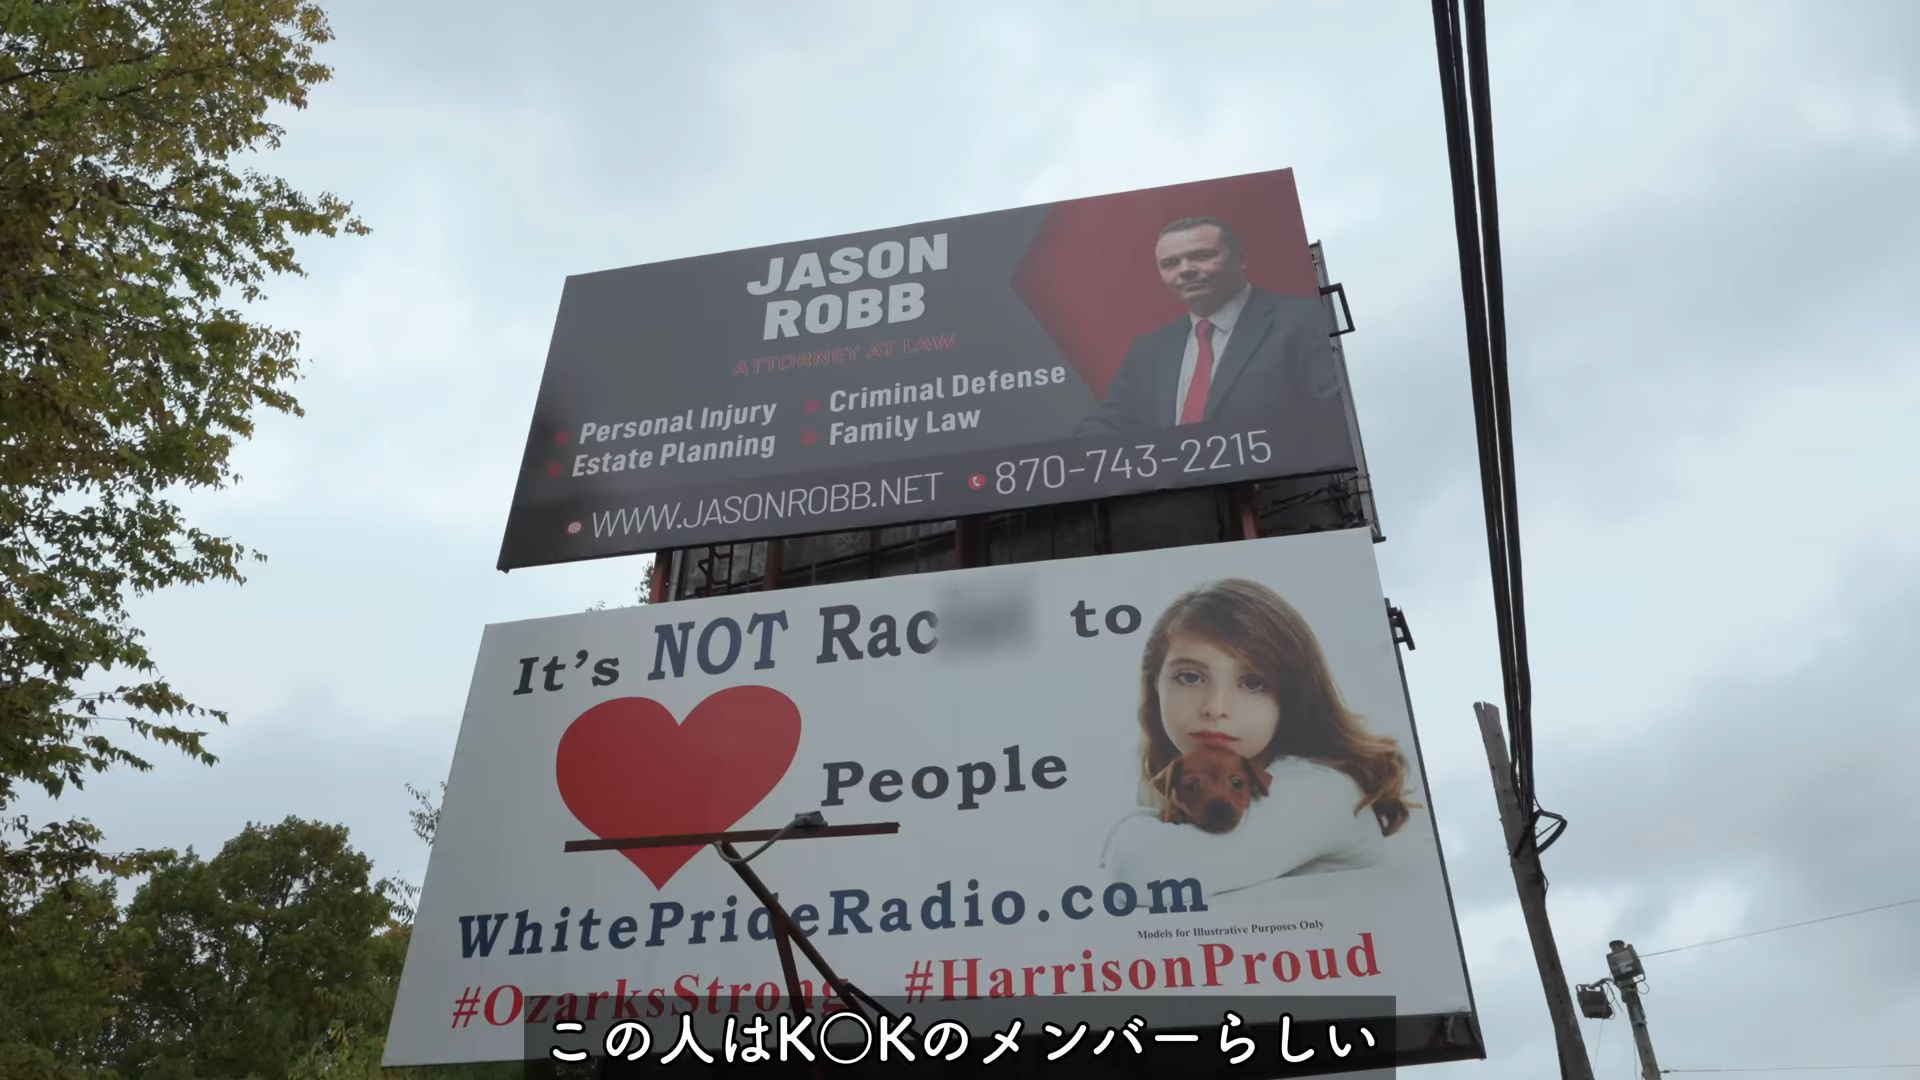 JASON
ROBB
ATTORNEY AT LAW
Personal Injury
Estate Planning
Criminal Defense
Family Law
WWW.JASONROBB.NET 870-743-2215
It's NOT Rac to
People
WhitePrideRadio.com
Models for Illustrative Purposes Only
#OzarksStrong #HarrisonProud
この人はK◯Kのメンバーらしい